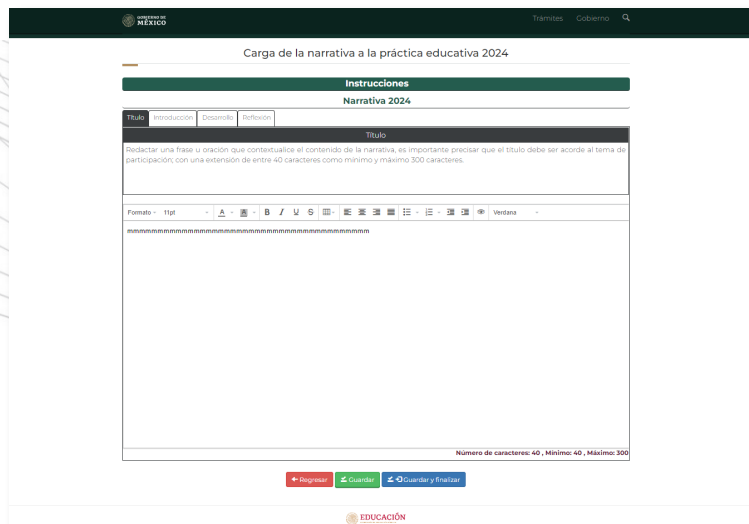 GOBIERNO DE
MÉXICO
Trámites Gobierno
Carga de la narrativa a la práctica educativa 2024
Instrucciones
Narrativa 2024
Título Introducción Desarrollo Reflexión
Título
Redactar una frase u oración que contextualice el contenido de la narrativa, es importante precisar que el título debe ser acorde al tema de
participación; con una extensión de entre 40 caracteres como mínimo y máximo 300 caracteres.
Formato 11pt A A B I U S Verdana
mmmmmmmmmmmmmmmmmmmmmmmmmmmmmmmmmmmmmmmm
Número de caracteres: 40 , Mínimo: 40 , Máximo: 300
Regresar Guardar Guardar y finalizar
EDUCACIÓN